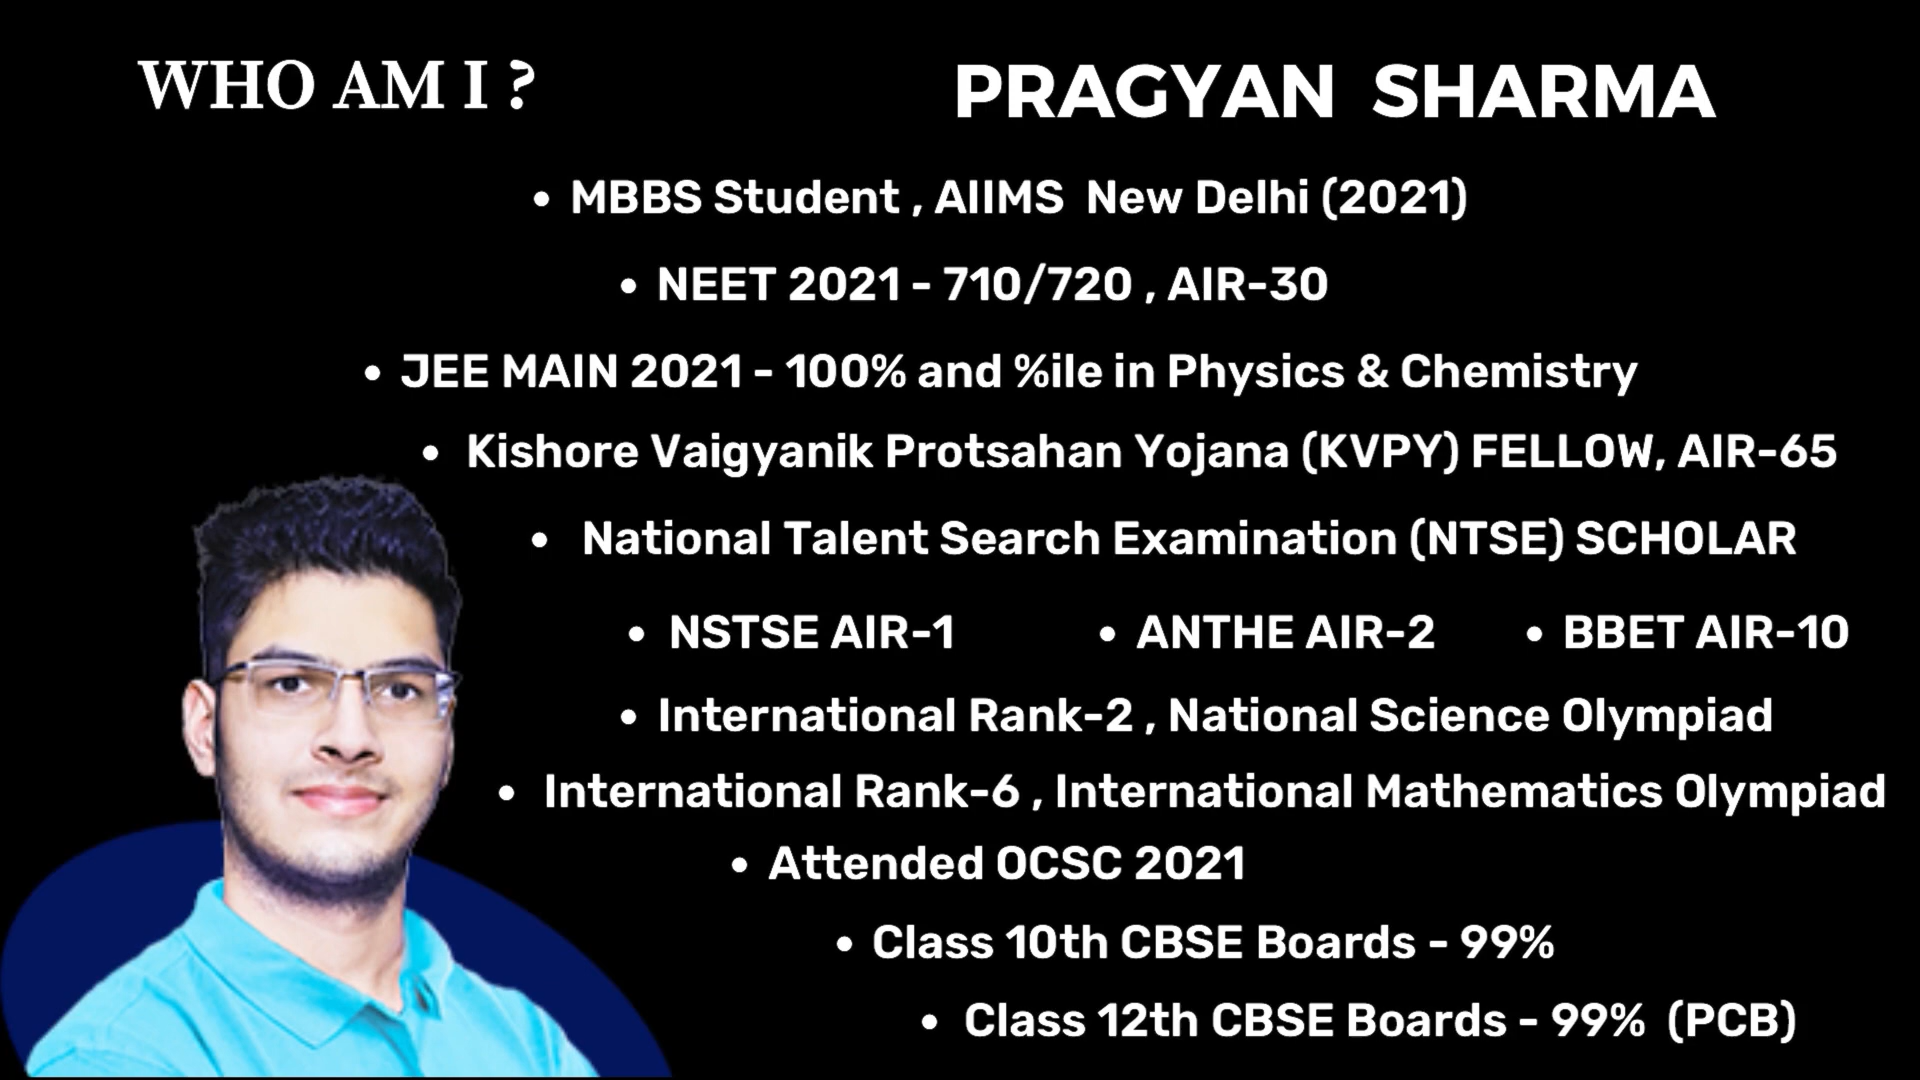 WHO AM I ?
PRAGYAN SHARMA
• MBBS Student , AIIMS New Delhi (2021)
• NEET 2021 - 710/720 , AIR-30
• JEE MAIN 2021 - 100% and %ile in Physics & Chemistry
• Kishore Vaigyanik Protsahan Yojana (KVPY) FELLOW, AIR-65
• National Talent Search Examination (NTSE) SCHOLAR
• NSTSE AIR-1 • ANTHE AIR-2 • BBET AIR-10
• International Rank-2 , National Science Olympiad
• International Rank-6 , International Mathematics Olympiad
• Attended OCSC 2021
• Class 10th CBSE Boards - 99%
• Class 12th CBSE Boards - 99% (PCB)